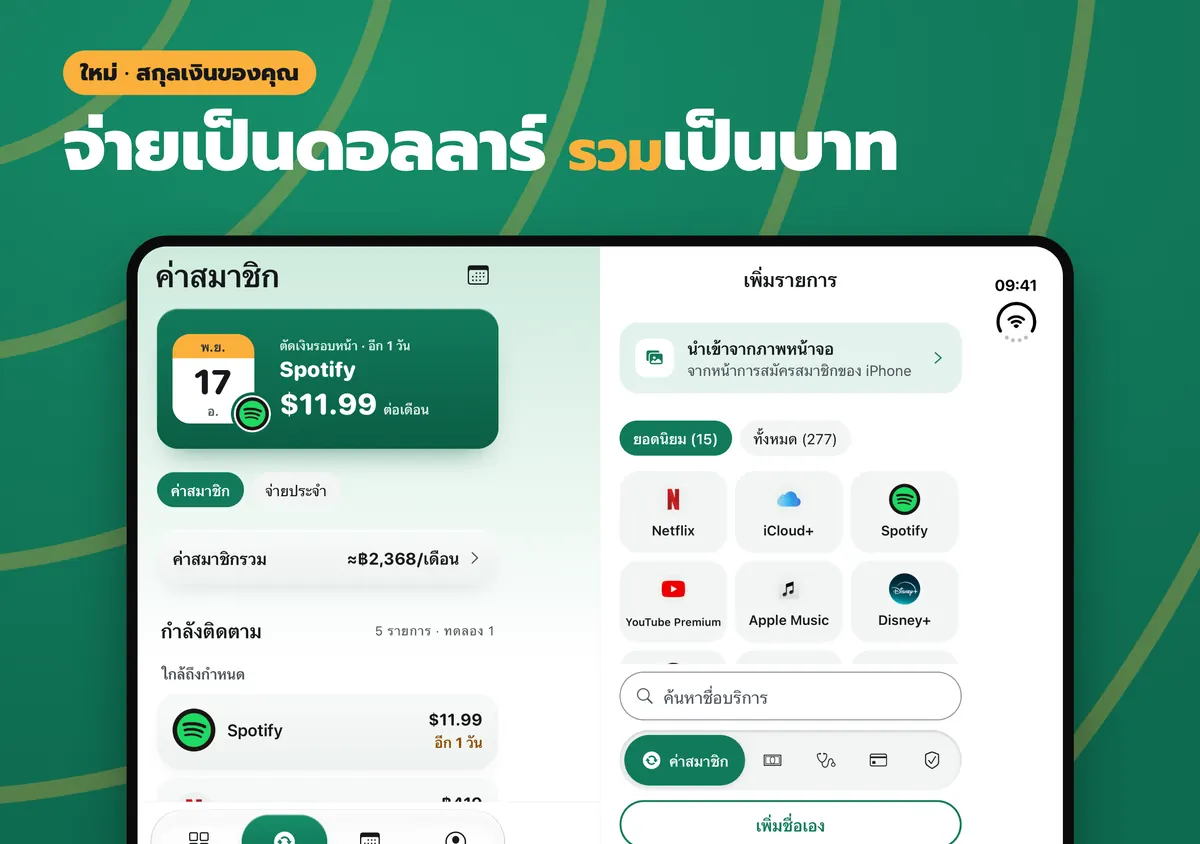 ใหม่ · สกุลเงินของคุณ
จ่ายเป็นดอลลาร์ รวมเป็นบาท
ค่าสมาชิก
พ.ย.
17
อ.
ตัดเงินรอบหน้า · อีก 1 วัน
Spotify
$11.99 ต่อเดือน
ค่าสมาชิก
จ่ายประจำ
ค่าสมาชิกรวม
≈฿2,368/เดือน
กำลังติดตาม
5 รายการ · ทดลอง 1
ใกล้ถึงกำหนด
Spotify
$11.99
อีก 1 วัน
เพิ่มรายการ
09:41
นำเข้าจากภาพหน้าจอ
จากหน้าการสมัครสมาชิกของ iPhone
ยอดนิยม (15)
ทั้งหมด (277)
Netflix
iCloud+
Spotify
YouTube Premium
Apple Music
Disney+
Disney+
ค้นหาชื่อบริการ
ค่าสมาชิก
เพิ่มชื่อเอง